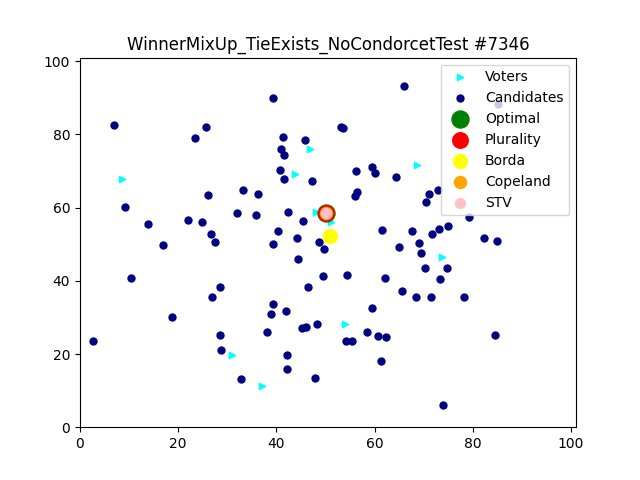 WinnerMixUp_TieExists_NoCondorcetTest #7346
Voters
Candidates
Optimal
Plurality
Borda
Copeland
STV
100
80
60
40
20
0
0 20 40 60 80 100